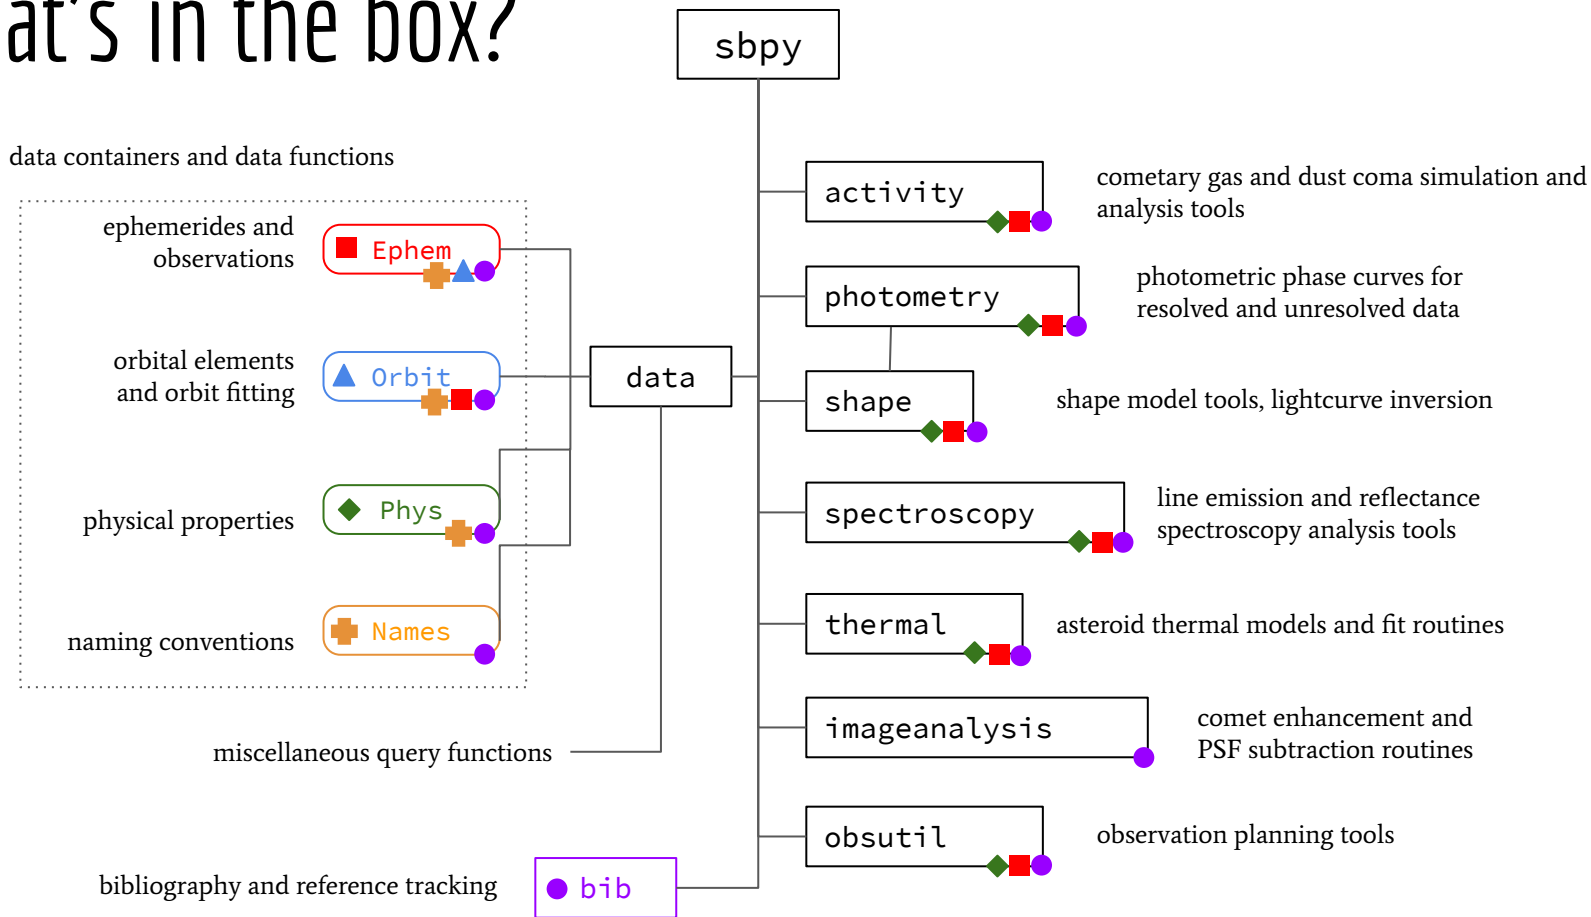 at's in the box?
sbpy
data containers and data functions
ephemerides and
observations
Ephem
orbital elements
and orbit fitting
Orbit
physical properties
Phys
naming conventions
Names
data
miscellaneous query functions
bibliography and reference tracking
bib
activity
cometary gas and dust coma simulation and
analysis tools
photometry
photometric phase curves for
resolved and unresolved data
shape
shape model tools, lightcurve inversion
spectroscopy
line emission and reflectance
spectroscopy analysis tools
thermal
asteroid thermal models and fit routines
imageanalysis
comet enhancement and
PSF subtraction routines
obsutil
observation planning tools